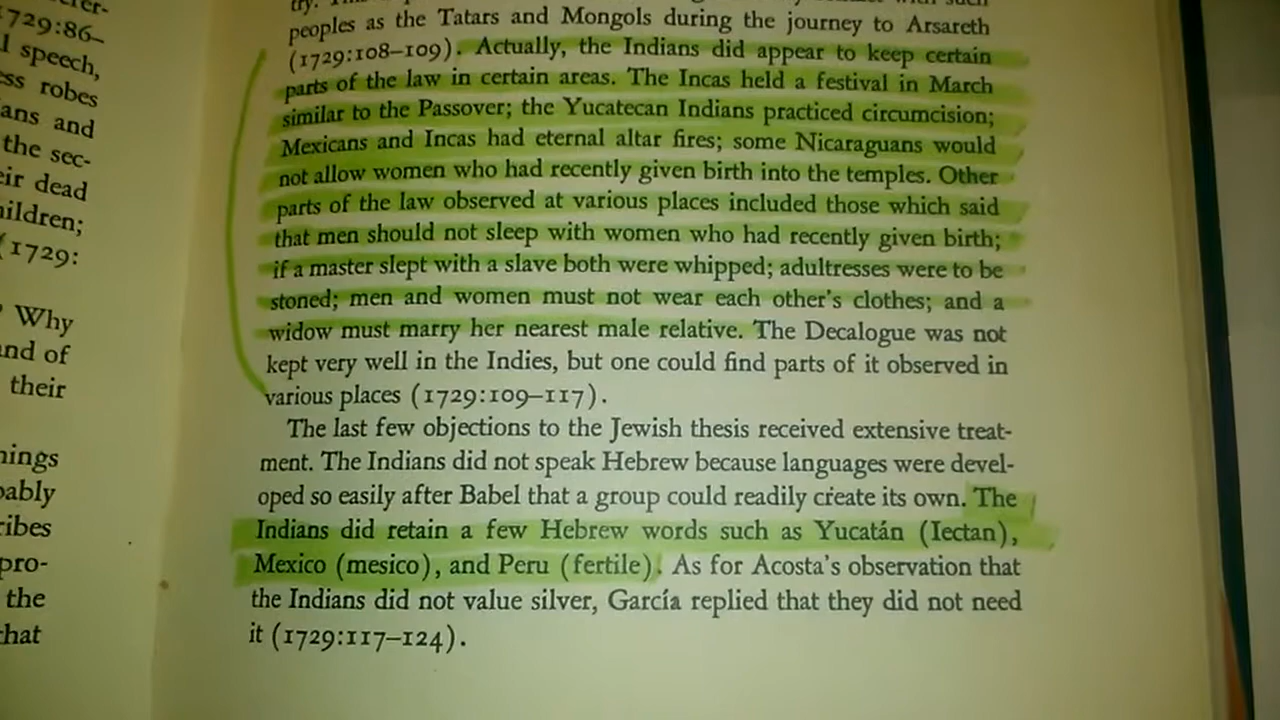 1729:86–
l speech,
ss robes
ans and
the sec-
eir dead
hildren;
(1729:
Why
and of
their
nings
bably
ribes
pro-
the
that
peoples as the Tatars and Mongols during the journey to Arsareth
(1729:108–109). Actually, the Indians did appear to keep certain
parts of the law in certain areas. The Incas held a festival in March
similar to the Passover; the Yucatecan Indians practiced circumcision;
Mexicans and Incas had eternal altar fires; some Nicaraguans would
not allow women who had recently given birth into the temples. Other
parts of the law observed at various places included those which said
that men should not sleep with women who had recently given birth;
if a master slept with a slave both were whipped; adultresses were to be
stoned; men and women must not wear each other's clothes; and a
widow must marry her nearest male relative. The Decalogue was not
kept very well in the Indies, but one could find parts of it observed in
various places (1729:109–117).
The last few objections to the Jewish thesis received extensive treat-
ment. The Indians did not speak Hebrew because languages were devel-
oped so easily after Babel that a group could readily create its own. The
Indians did retain a few Hebrew words such as Yucatán (Iectan),
Mexico (mesico), and Peru (fertile). As for Acosta's observation that
the Indians did not value silver, García replied that they did not need
it (1729:117–124).